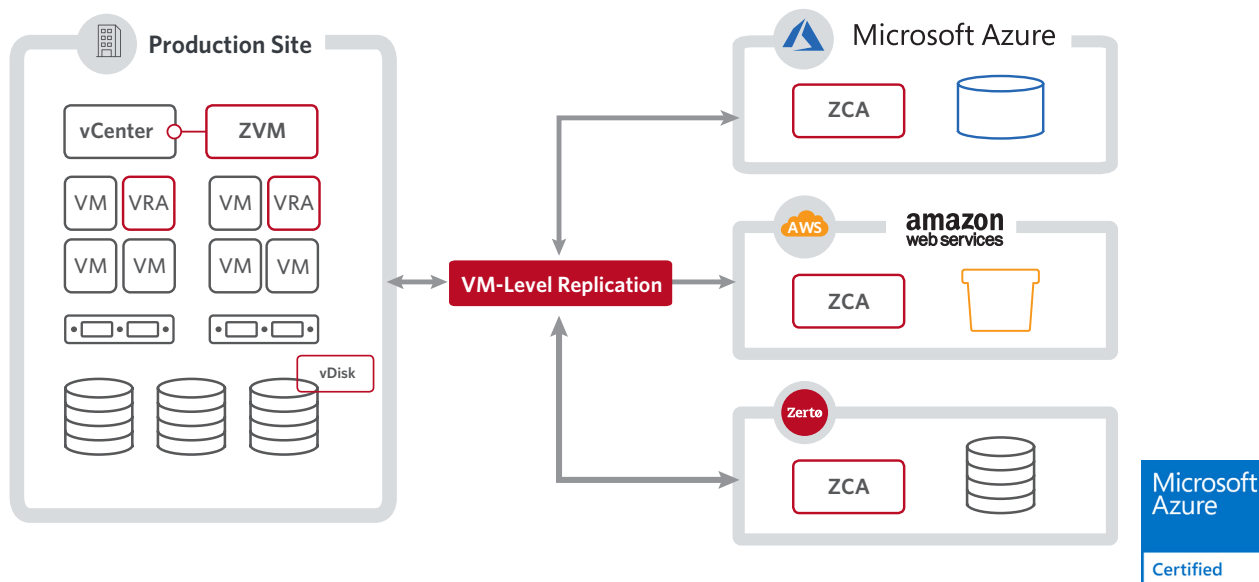 Production Site
vCenter
ZVM
VM
VRA
VM
VRA
VM
VM
VM
VM
vDisk
VM-Level Replication
Microsoft Azure
ZCA
AWS
amazon
web services
ZCA
Zerto
ZCA
Microsoft
Azure
Certified